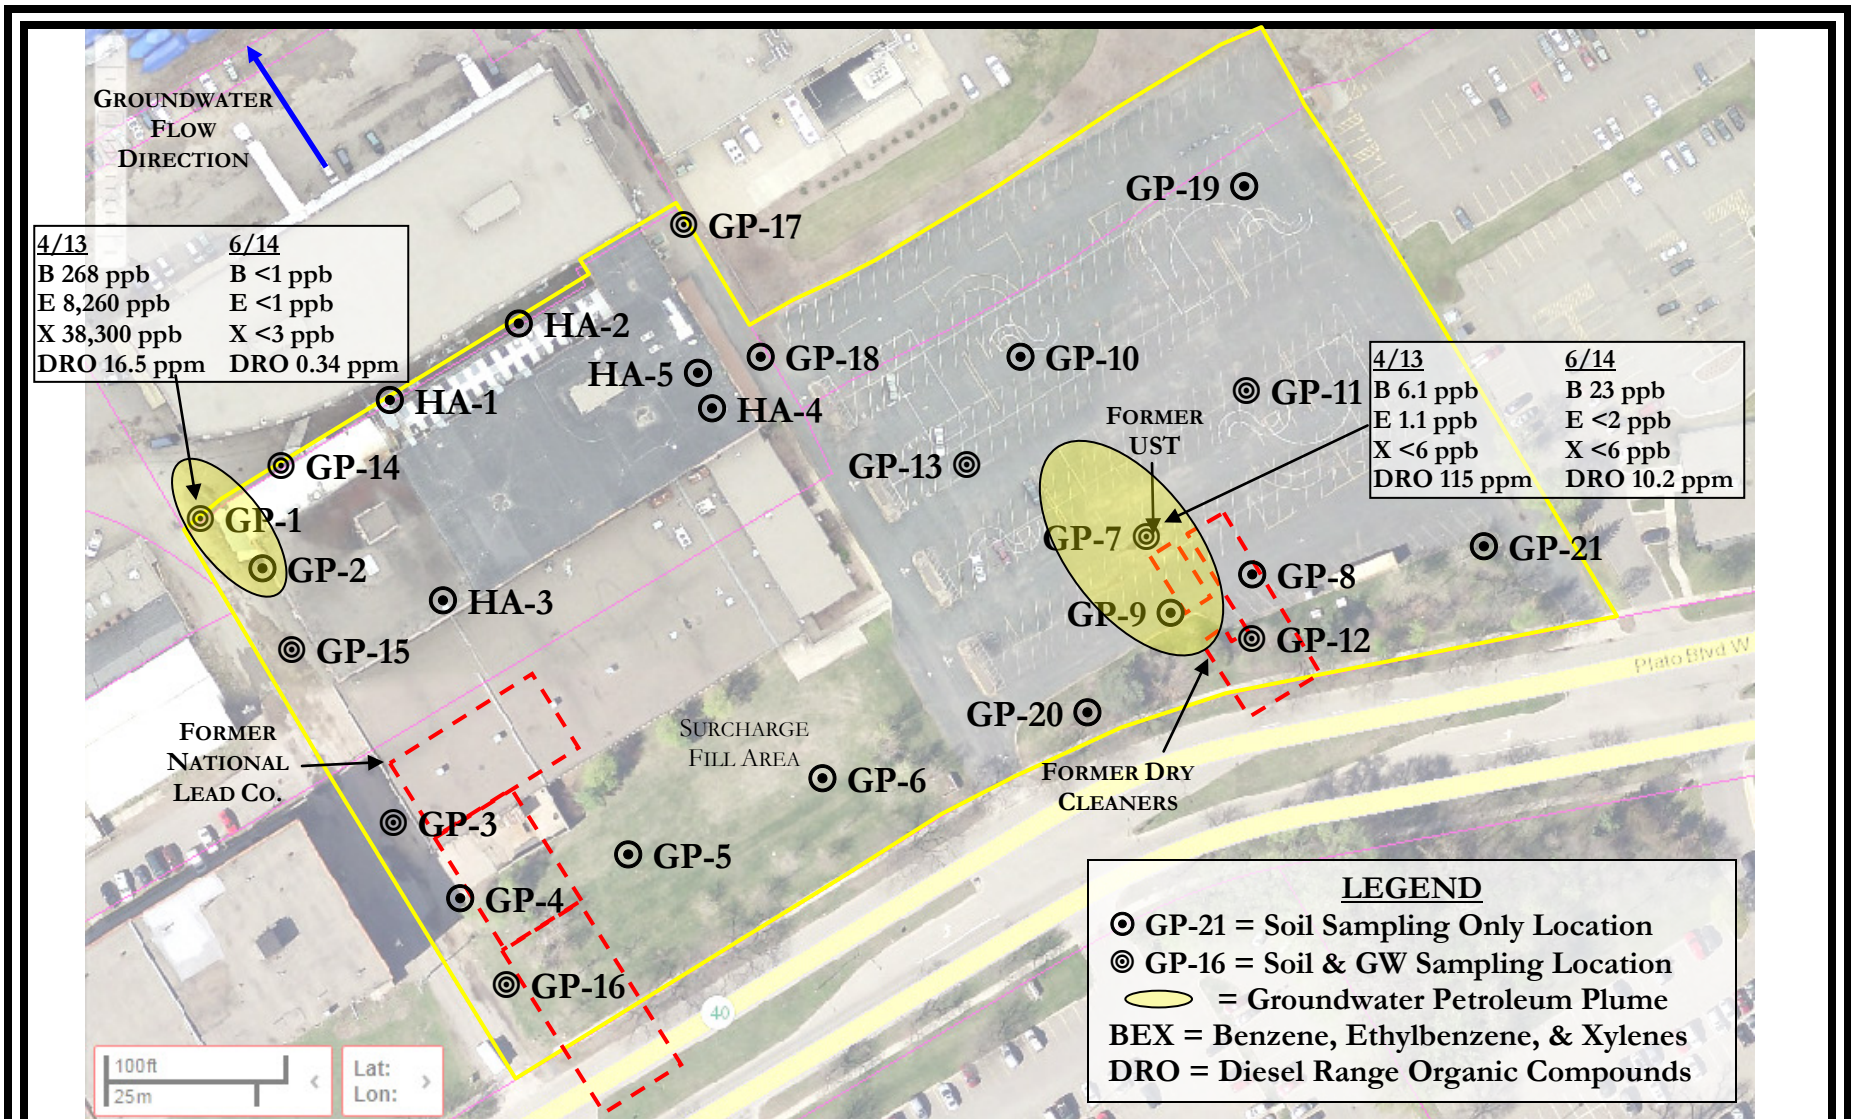 GROUNDWATER
FLOW
DIRECTION
4/13 6/14
B 268 ppb B <1 ppb
E 8,260 ppb E <1 ppb
X 38,300 ppb X <3 ppb
DRO 16.5 ppm DRO 0.34 ppm
GP-17
GP-19
HA-2
HA-5
GP-18
GP-10
HA-1
HA-4
GP-11
4/13 6/14
B 6.1 ppb B 23 ppb
E 1.1 ppb E <2 ppb
X <6 ppb X <6 ppb
DRO 115 ppm DRO 10.2 ppm
FORMER
UST
GP-14
GP-13
GP-1
GP-7
GP-21
GP-2
GP-8
HA-3
GP-9
GP-12
GP-15
Plato Blvd W
GP-20
FORMER
NATIONAL
LEAD CO.
SURCHARGE
FILL AREA
GP-6
FORMER DRY
CLEANERS
GP-3
GP-5
GP-4
GP-16
40
LEGEND
GP-21 = Soil Sampling Only Location
GP-16 = Soil & GW Sampling Location
= Groundwater Petroleum Plume
BEX = Benzene, Ethylbenzene, & Xylenes
DRO = Diesel Range Organic Compounds
100ft
25m
Lat:
Lon: